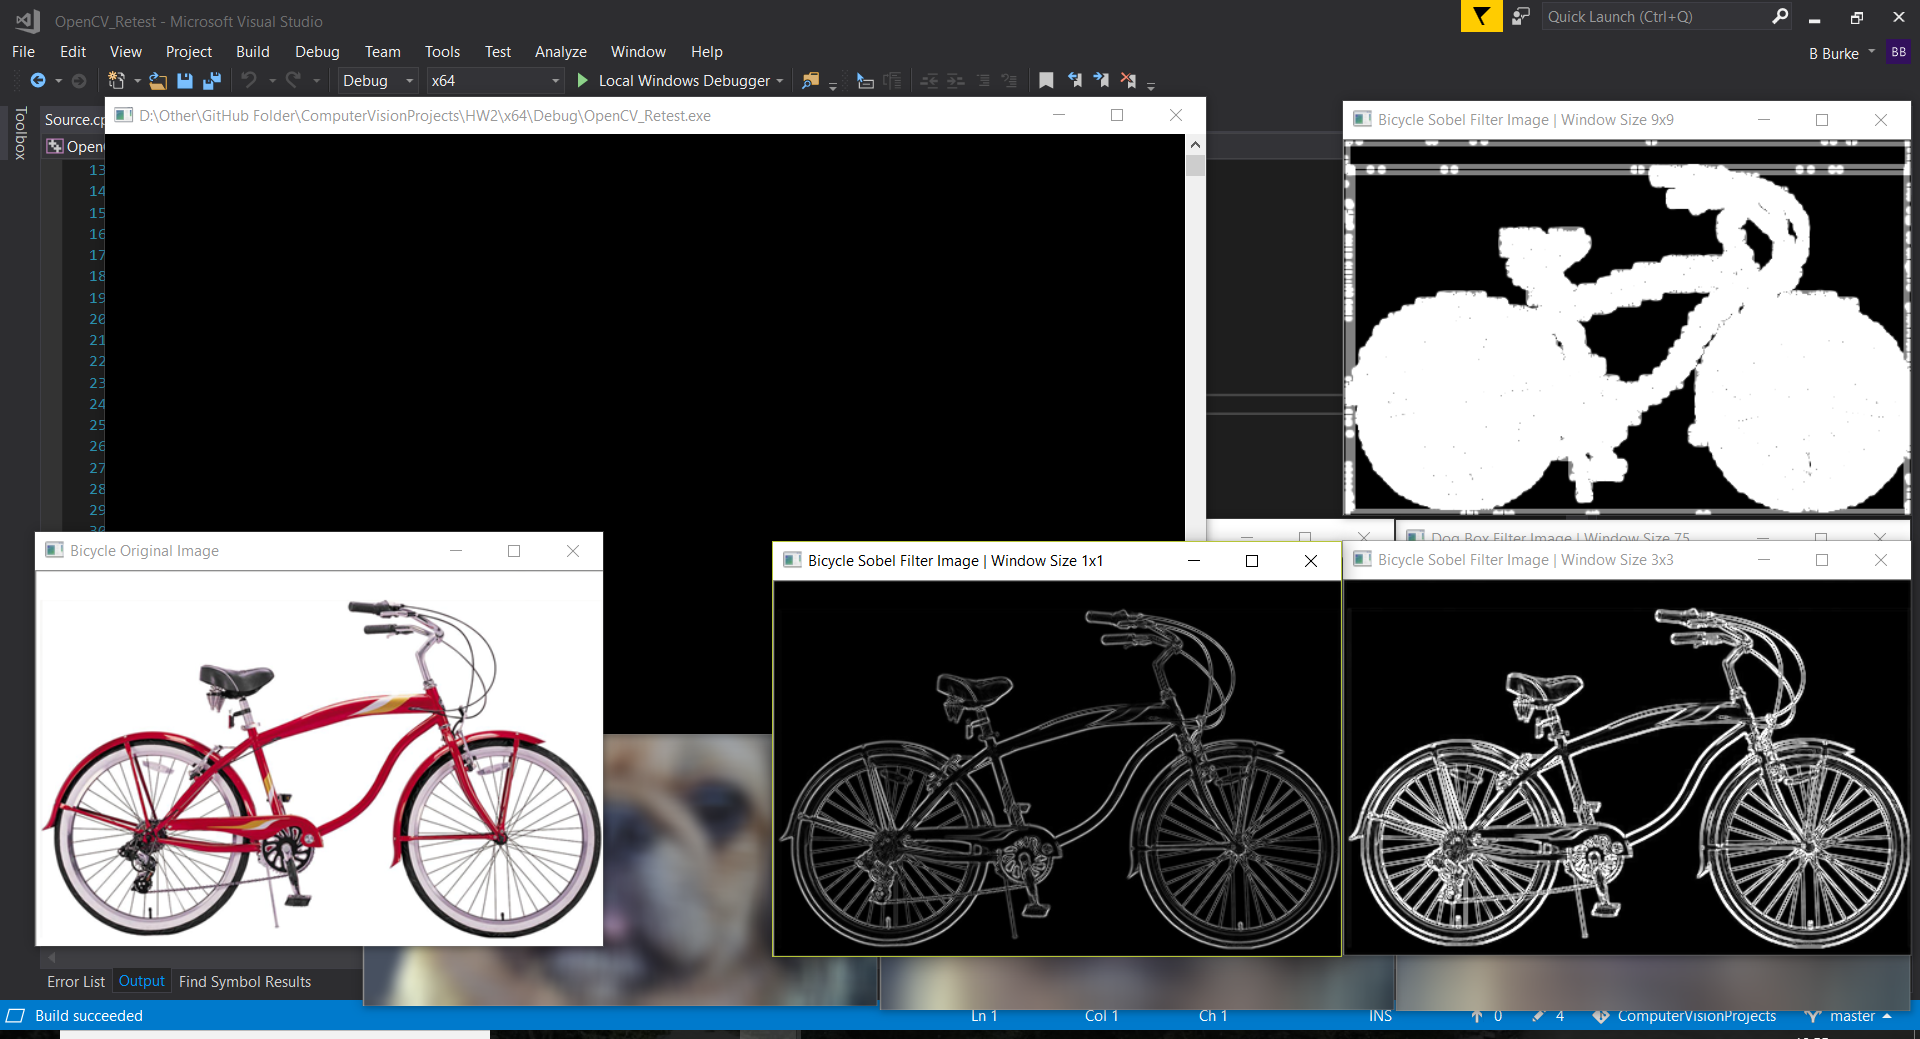 OpenCV_Retest - Microsoft Visual Studio
Quick Launch (Ctrl+Q)
File Edit View Project Build Debug Team Tools Test Analyze Window Help
B Burke BB
Debug x64 Local Windows Debugger
Toolbox
Source.cp
D:\Other\GitHub Folder\ComputerVisionProjects\HW2\x64\Debug\OpenCV_Retest.exe
Bicycle Sobel Filter Image | Window Size 9x9
Open
13
14
15
16
17
18
19
20
21
22
23
24
25
26
27
28
29
30
Dog Box Filter Image | Window Size 75
Bicycle Original Image
Bicycle Sobel Filter Image | Window Size 1x1
Bicycle Sobel Filter Image | Window Size 3x3
Error List Output Find Symbol Results
Build succeeded
Ln 1 Col 1 Ch 1 INS 0 4 ComputerVisionProjects master